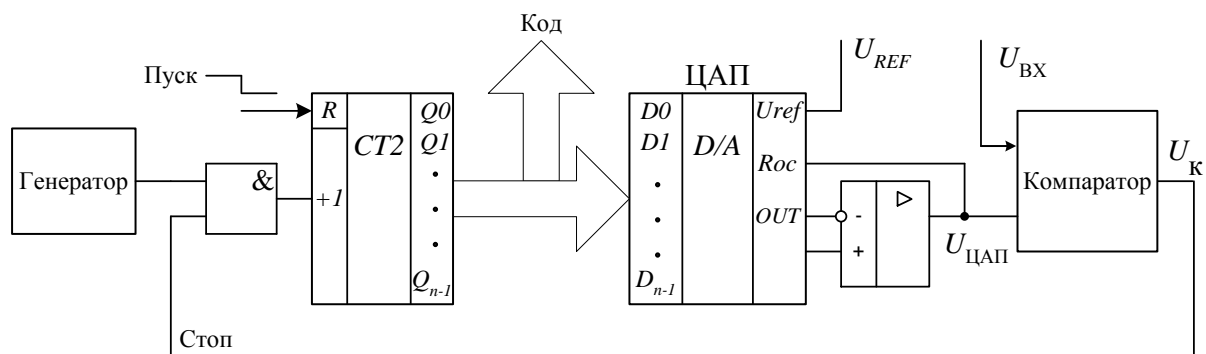 Код
Пуск
ЦАП
U_REF
U_ВХ
R
Q0
D0
Uref
CT2
Q1
D1
D/A
Генератор
&
Roc
Компаратор
U_К
+1
OUT
-
+
U_ЦАП
Q_n-1
D_n-1
Стоп